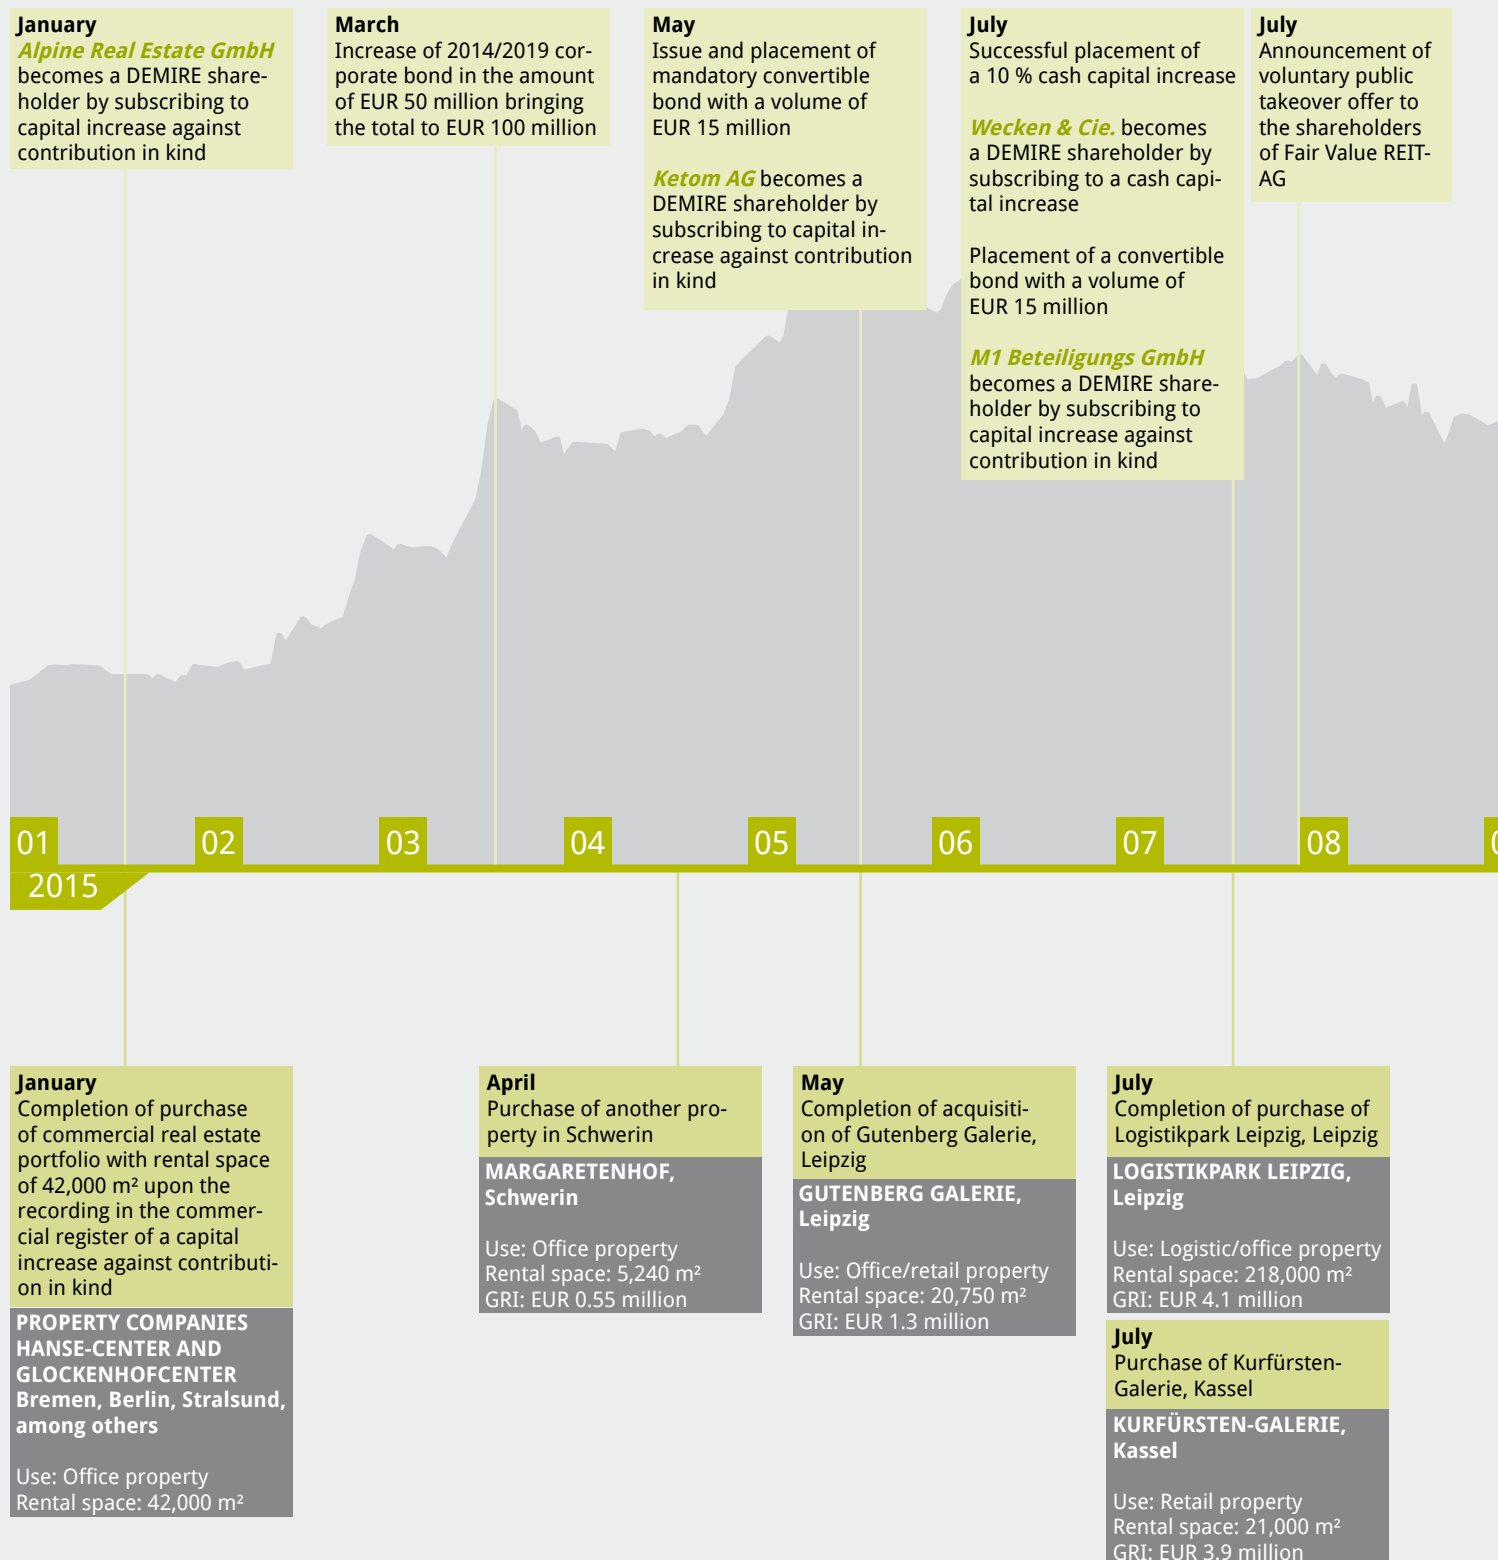 January
Alpine Real Estate GmbH
becomes a DEMIRE share-
holder by subscribing to
capital increase against
contribution in kind
March
Increase of 2014/2019 cor-
porate bond in the amount
of EUR 50 million bringing
the total to EUR 100 million
May
Issue and placement of
mandatory convertible
bond with a volume of
EUR 15 million
Ketom AG becomes a
DEMIRE shareholder by
subscribing to capital in-
crease against contribution
in kind
July
Successful placement of
a 10 % cash capital increase
Wecken & Cie. becomes
a DEMIRE shareholder by
subscribing to a cash capi-
tal increase
Placement of a convertible
bond with a volume of
EUR 15 million
M1 Beteiligungs GmbH
becomes a DEMIRE share-
holder by subscribing to
capital increase against
contribution in kind
July
Announcement of
voluntary public
takeover offer to
the shareholders
of Fair Value REIT-
AG
01 02 03 04 05 06 07 08
2015
January
Completion of purchase
of commercial real estate
portfolio with rental space
of 42,000 m² upon the
recording in the commer-
cial register of a capital
increase against contributi-
on in kind
PROPERTY COMPANIES
HANSE-CENTER AND
GLOCKENHOFCENTER
Bremen, Berlin, Stralsund,
among others
Use: Office property
Rental space: 42,000 m²
April
Purchase of another pro-
perty in Schwerin
MARGARETENHOF,
Schwerin
Use: Office property
Rental space: 5,240 m²
GRI: EUR 0.55 million
May
Completion of acquisiti-
on of Gutenberg Galerie,
Leipzig
GUTENBERG GALERIE,
Leipzig
Use: Office/retail property
Rental space: 20,750 m²
GRI: EUR 1.3 million
July
Completion of purchase of
Logistikpark Leipzig, Leipzig
LOGISTIKPARK LEIPZIG,
Leipzig
Use: Logistic/office property
Rental space: 218,000 m²
GRI: EUR 4.1 million
July
Purchase of Kurfürsten-
Galerie, Kassel
KURFÜRSTEN-GALERIE,
Kassel
Use: Retail property
Rental space: 21,000 m²
GRI: EUR 3.9 million